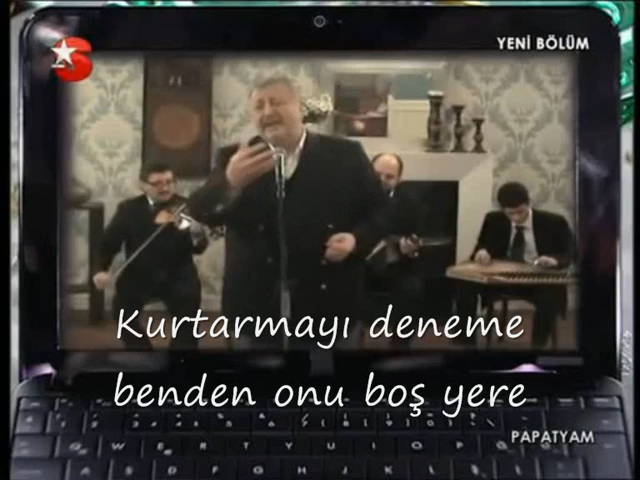 YENİ BÖLÜM
Kurtarmayı deneme
benden onu boş yere
PAPATYAM
Q W E R T Y U I O P